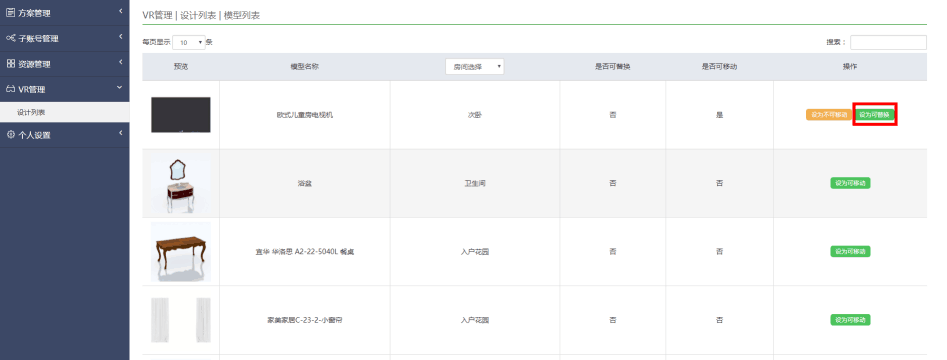 方案管理
子账号管理
资源管理
VR管理
设计列表
个人设置
VR管理 | 设计列表 | 模型列表
每页显示 10 条
搜索：
预览 模型名称 房间选择 是否可替换 是否可移动 操作
欧式儿童房电视机 次卧 否 是 设为不可移动 设为可替换
浴盆 卫生间 否 否 设为可移动
宜华 华洛思 A2-22-5040L 餐桌 入户花园 否 否 设为可移动
家美家居C-23-2-小窗帘 入户花园 否 否 设为可移动